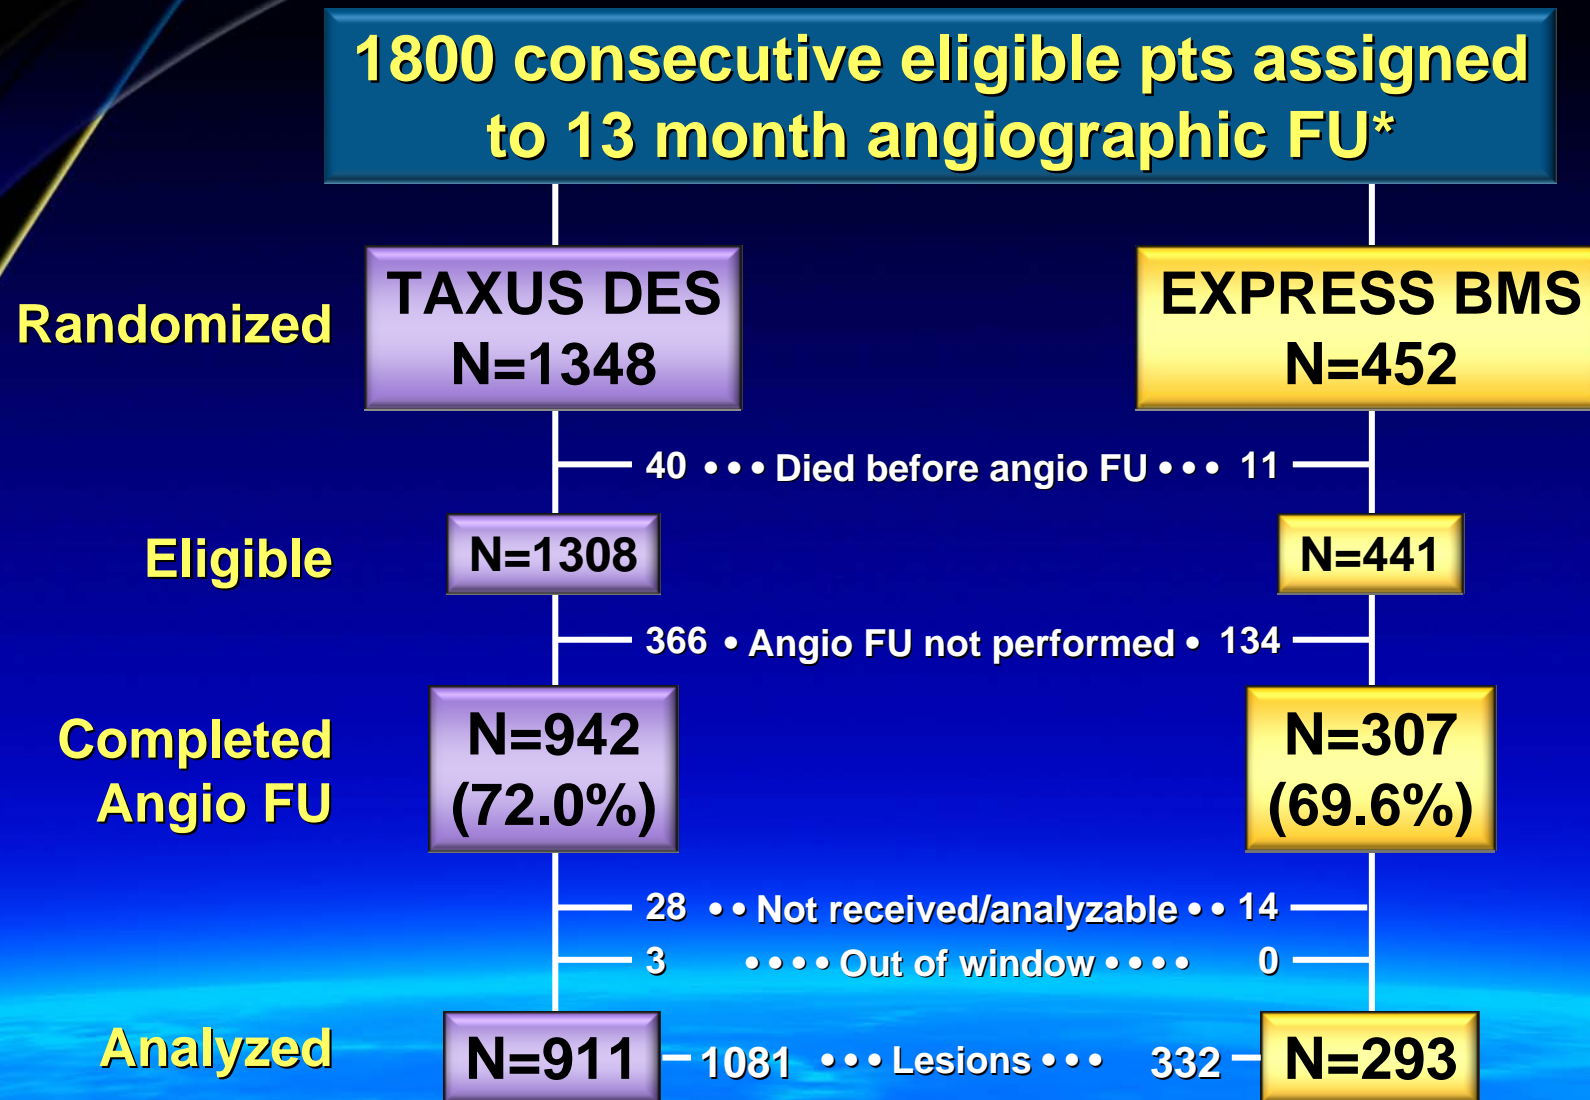 1800 consecutive eligible pts assigned
to 13 month angiographic FU*
Randomized
TAXUS DES
N=1348
EXPRESS BMS
N=452
40 • • • Died before angio FU • • • 11
Eligible
N=1308
N=441
366 • Angio FU not performed • 134
Completed
Angio FU
N=942
(72.0%)
N=307
(69.6%)
28 • • Not received/analyzable • • 14
3 • • • • Out of window • • • • 0
Analyzed
N=911
1081 • • • Lesions • • • 332
N=293